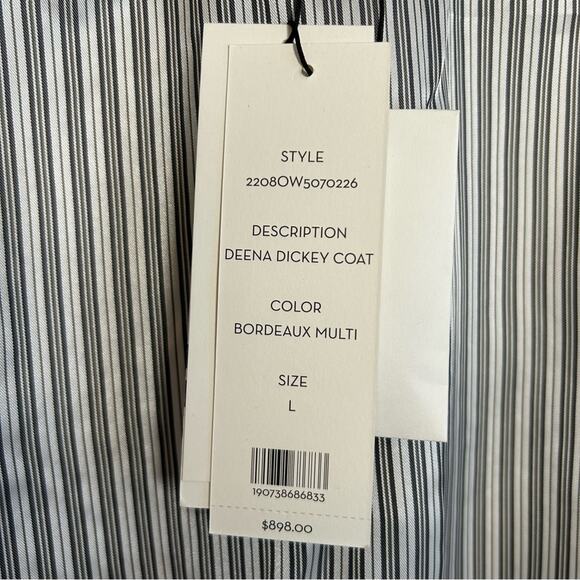 STYLE
2208OW5070226
DESCRIPTION
DEENA DICKEY COAT
COLOR
BORDEAUX MULTI
SIZE
L
190738686833
$898.00